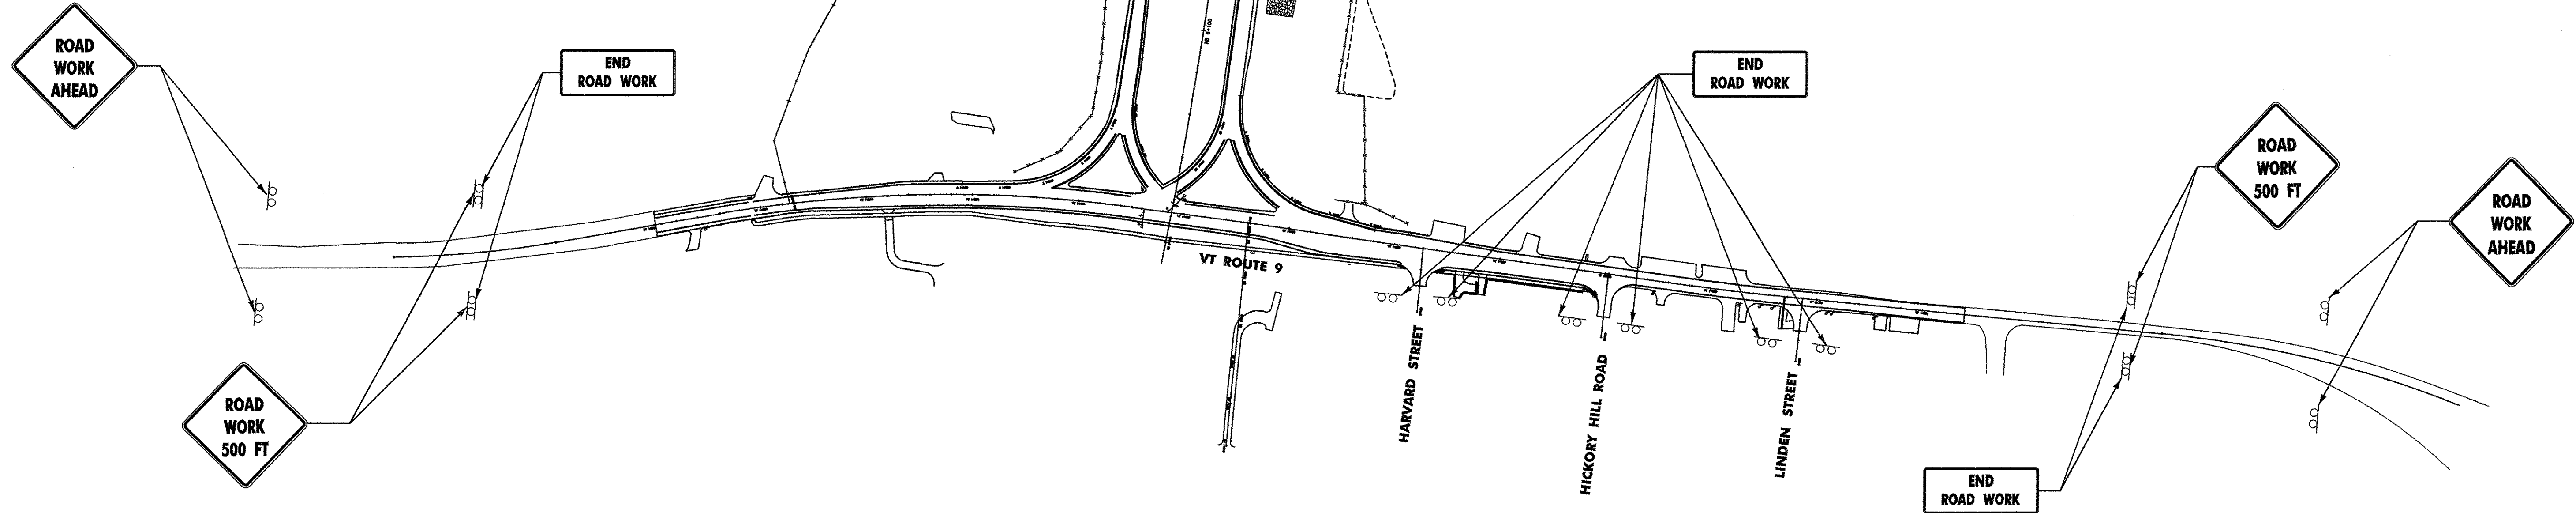 ROAD
WORK
AHEAD
END
ROAD WORK
END
ROAD WORK
ROAD
WORK
500 FT
ROAD
WORK
AHEAD
VT ROUTE 9
HARVARD STREET
HICKORY HILL ROAD
LINDEN STREET
ROAD
WORK
500 FT
END
ROAD WORK